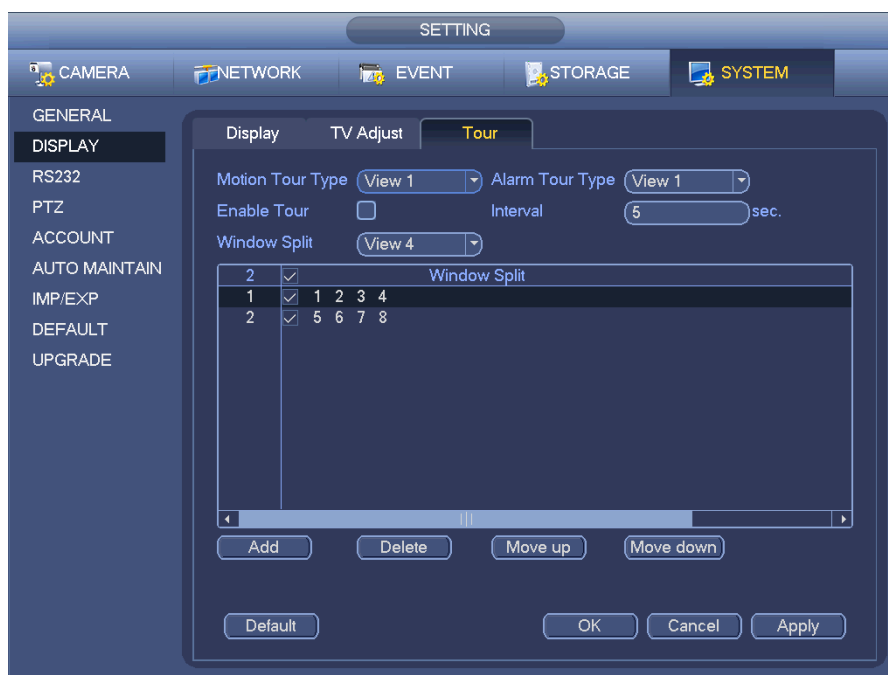 SETTING
CAMERA NETWORK EVENT STORAGE SYSTEM
GENERAL
DISPLAY
RS232
PTZ
ACCOUNT
AUTO MAINTAIN
IMP/EXP
DEFAULT
UPGRADE
Display TV Adjust Tour
Motion Tour Type View 1 Alarm Tour Type View 1
Enable Tour Interval 5 sec.
Window Split View 4
2 Window Split
1 1 2 3 4
2 5 6 7 8
Add Delete Move up Move down
Default OK Cancel Apply